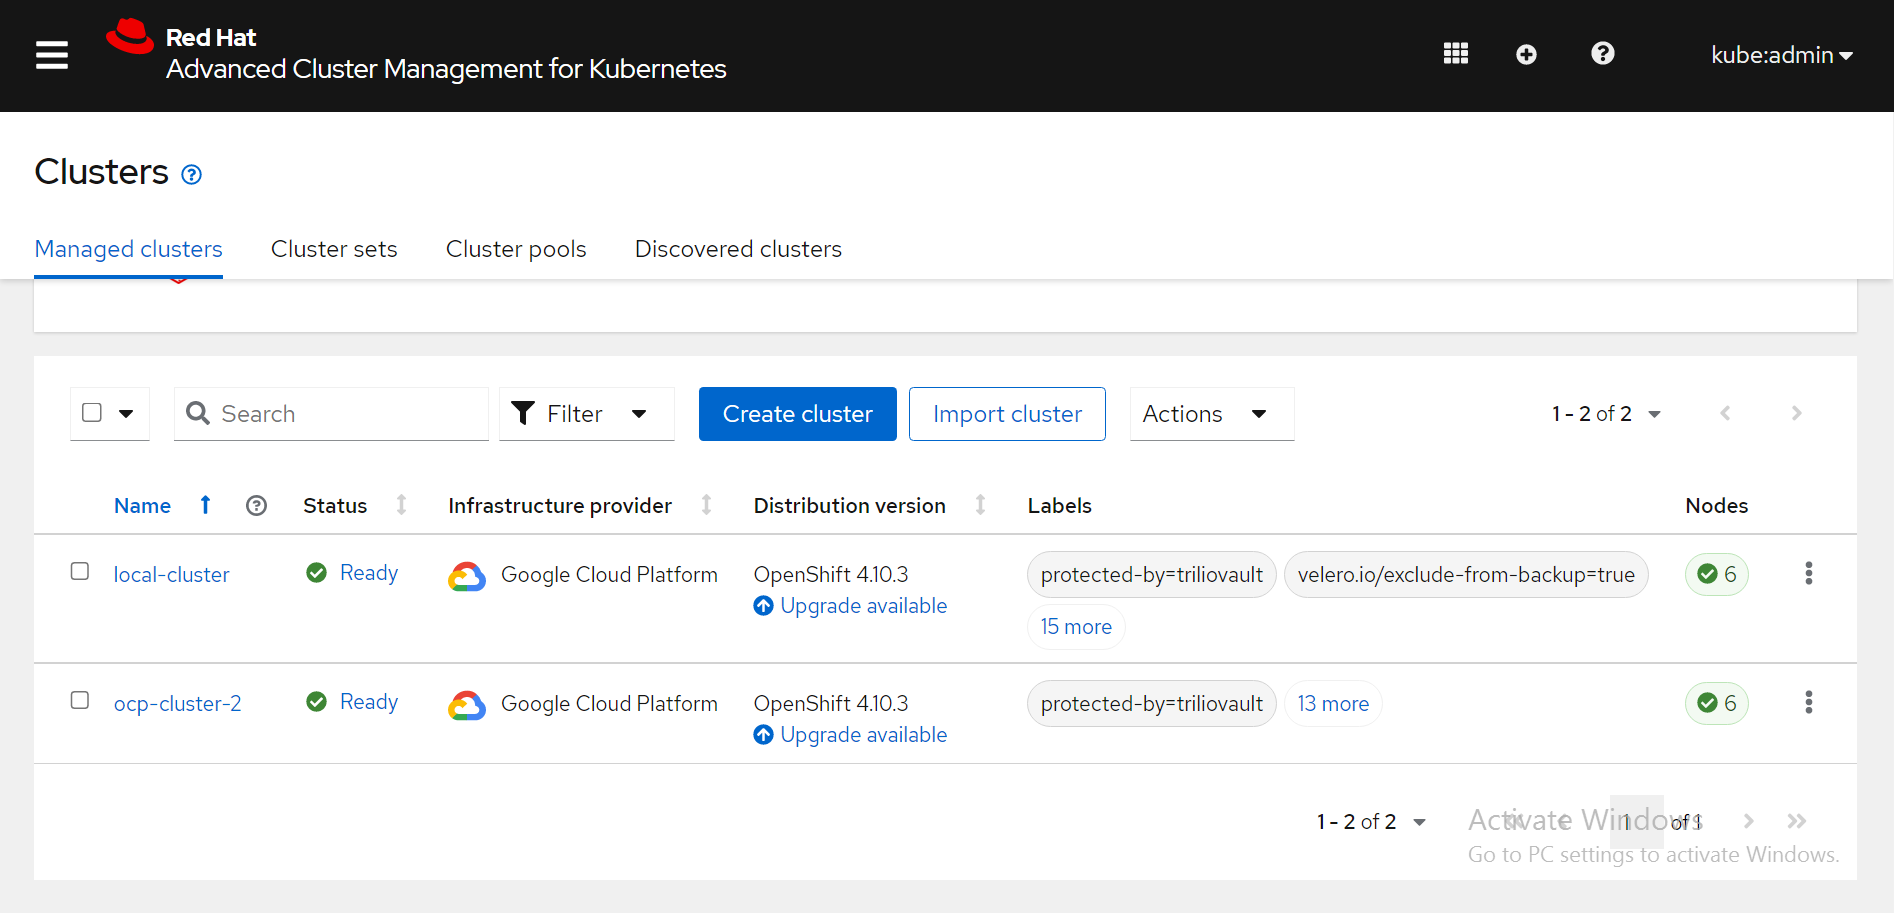 Red Hat
Advanced Cluster Management for Kubernetes
kube:admin
Clusters
Managed clusters
Cluster sets
Cluster pools
Discovered clusters
Search
Filter
Create cluster
Import cluster
Actions
1 - 2 of 2
Name
Status
Infrastructure provider
Distribution version
Labels
Nodes
local-cluster
Ready
Google Cloud Platform
OpenShift 4.10.3
Upgrade available
protected-by=triliovault
velero.io/exclude-from-backup=true
15 more
6
ocp-cluster-2
Ready
Google Cloud Platform
OpenShift 4.10.3
Upgrade available
protected-by=triliovault
13 more
6
1 - 2 of 2
1 of 1
Activate Windows
Go to PC settings to activate Windows.